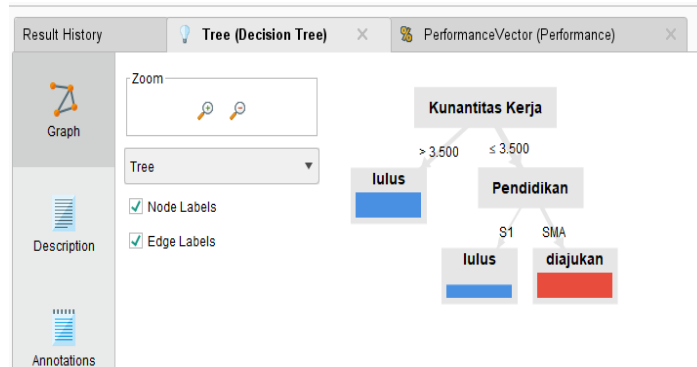 Result History
Tree (Decision Tree)
PerformanceVector (Performance)
Graph
Zoom
Tree
Node Labels
Edge Labels
Description
Annotations
Kunantitas Kerja
> 3.500
≤ 3.500
lulus
Pendidikan
S1
SMA
lulus
diajukan